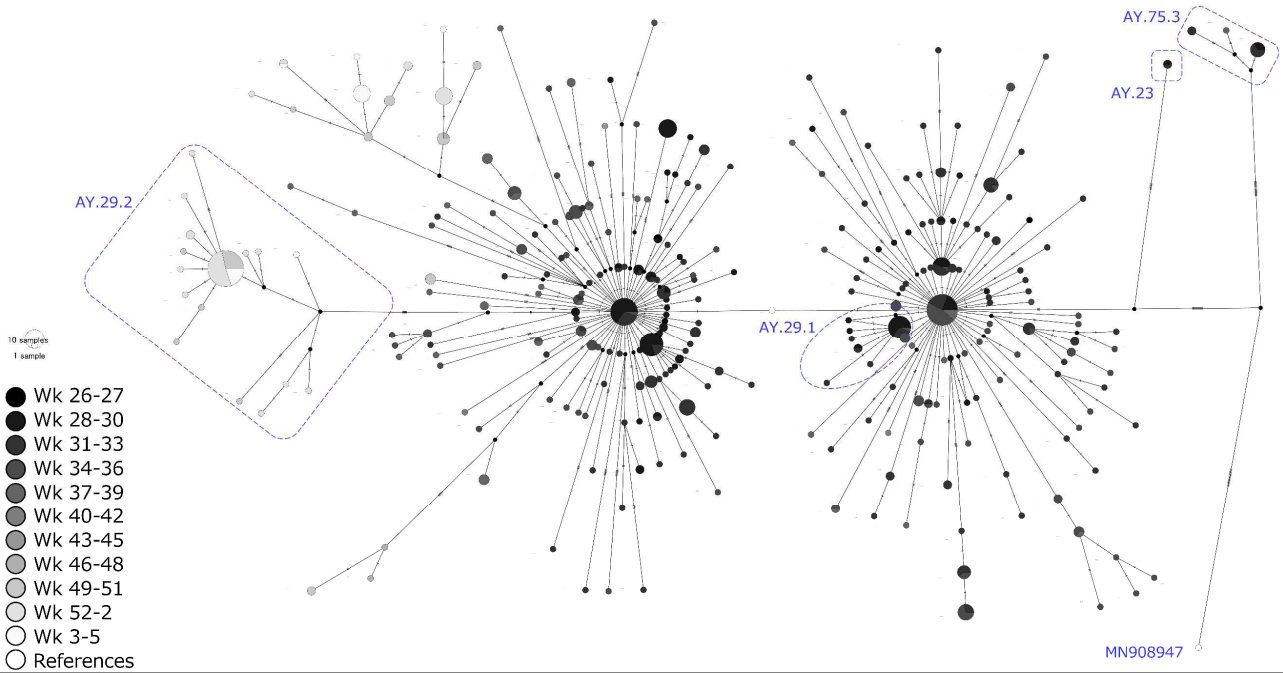 AY.75.3
AY.23
AY.29.2
AY.29.1
10 samples
1 sample
Wk 26-27
Wk 28-30
Wk 31-33
Wk 34-36
Wk 37-39
Wk 40-42
Wk 43-45
Wk 46-48
Wk 49-51
Wk 52-2
Wk 3-5
References
MN908947